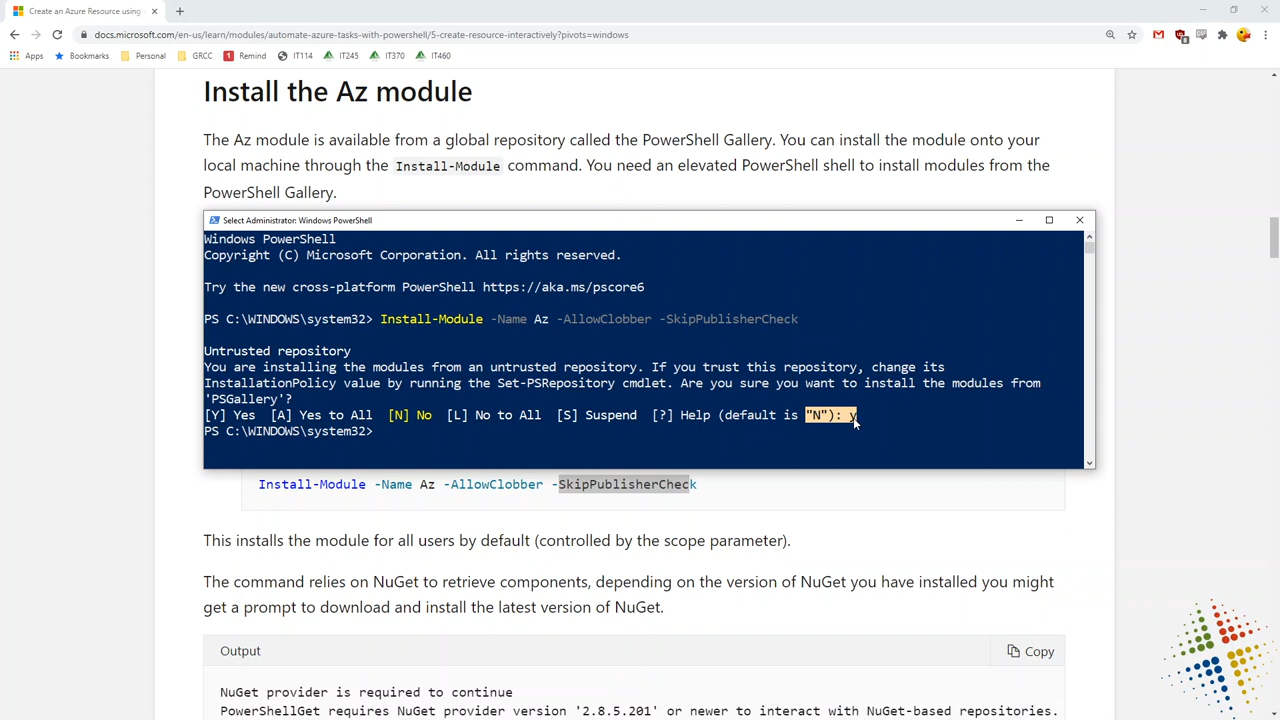 Create an Azure Resource using
docs.microsoft.com/en-us/learn/modules/automate-azure-tasks-with-powershell/5-create-resource-interactively?pivots=windows
Apps Bookmarks Personal GRCC Remind IT114 IT245 IT370 IT460
Install the Az module
The Az module is available from a global repository called the PowerShell Gallery. You can install the module onto your
local machine through the Install-Module command. You need an elevated PowerShell shell to install modules from the
PowerShell Gallery.
Select Administrator: Windows PowerShell
Windows PowerShell
Copyright (C) Microsoft Corporation. All rights reserved.
Try the new cross-platform PowerShell https://aka.ms/pscore6
PS C:\WINDOWS\system32> Install-Module -Name Az -AllowClobber -SkipPublisherCheck
Untrusted repository
You are installing the modules from an untrusted repository. If you trust this repository, change its
InstallationPolicy value by running the Set-PSRepository cmdlet. Are you sure you want to install the modules from
'PSGallery'?
[Y] Yes [A] Yes to All [N] No [L] No to All [S] Suspend [?] Help (default is "N"): y
PS C:\WINDOWS\system32>
Install-Module -Name Az -AllowClobber -SkipPublisherCheck
This installs the module for all users by default (controlled by the scope parameter).
The command relies on NuGet to retrieve components, depending on the version of NuGet you have installed you might
get a prompt to download and install the latest version of NuGet.
Output Copy
NuGet provider is required to continue
PowerShellGet requires NuGet provider version '2.8.5.201' or newer to interact with NuGet-based repositories.